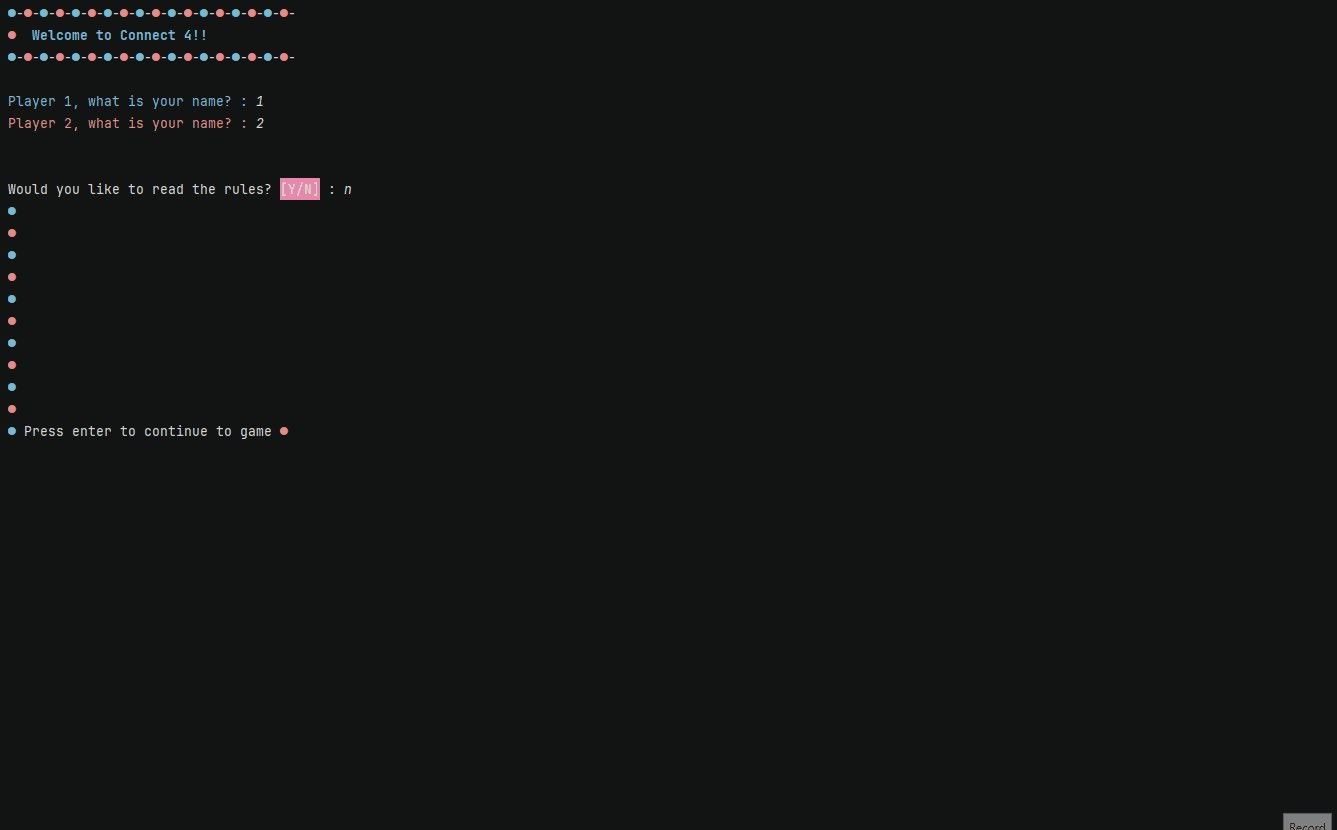 ●-●-●-●-●-●-●-●-●-●-●-●-●-●-●-●-●-●-
●  Welcome to Connect 4!!
●-●-●-●-●-●-●-●-●-●-●-●-●-●-●-●-●-●-
Player 1, what is your name? : 1
Player 2, what is your name? : 2
Would you like to read the rules? [Y/N] : n
●
●
●
●
●
●
●
●
●
●
● Press enter to continue to game ●
Record